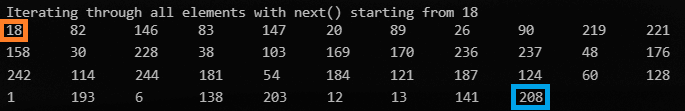 Iterating through all elements with next() starting from 18
18 82 146 83 147 20 89 26 90 219 221
158 30 228 38 103 169 170 236 237 48 176
242 114 244 181 54 184 121 187 124 60 128
1 193 6 138 203 12 13 141 208